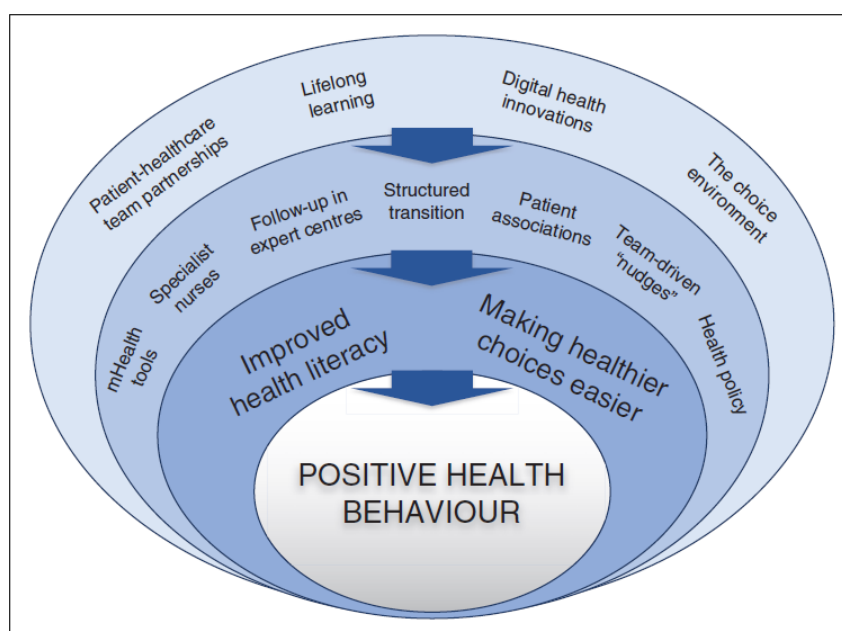 Lifelong
learning
Digital health
innovations
Patient-healthcare
team partnerships
The choice
environment
Structured
transition
Follow-up in
expert centres
Patient
associations
Specialist
nurses
Team-driven
“nudges”
mHealth
tools
Health policy
Improved
health literacy
Making healthier
choices easier
POSITIVE HEALTH
BEHAVIOUR